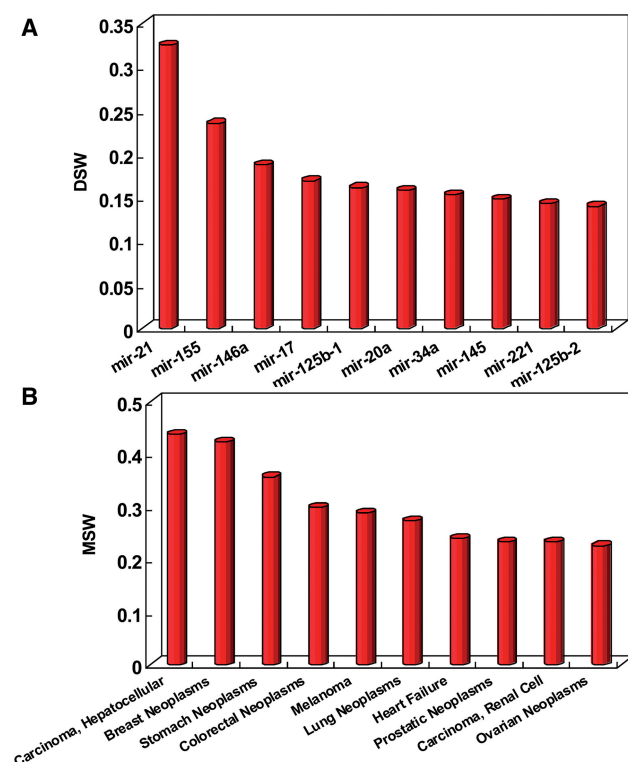 A
DSW
0.35
0.3
0.25
0.2
0.15
0.1
0.05
0
mir-21
mir-155
mir-146a
mir-17
mir-125b-1
mir-20a
mir-34a
mir-145
mir-221
mir-125b-2
B
MSW
0.5
0.4
0.3
0.2
0.1
0
Carcinoma, Hepatocellular
Breast Neoplasms
Stomach Neoplasms
Colorectal Neoplasms
Melanoma
Lung Neoplasms
Heart Failure
Prostatic Neoplasms
Carcinoma, Renal Cell
Ovarian Neoplasms